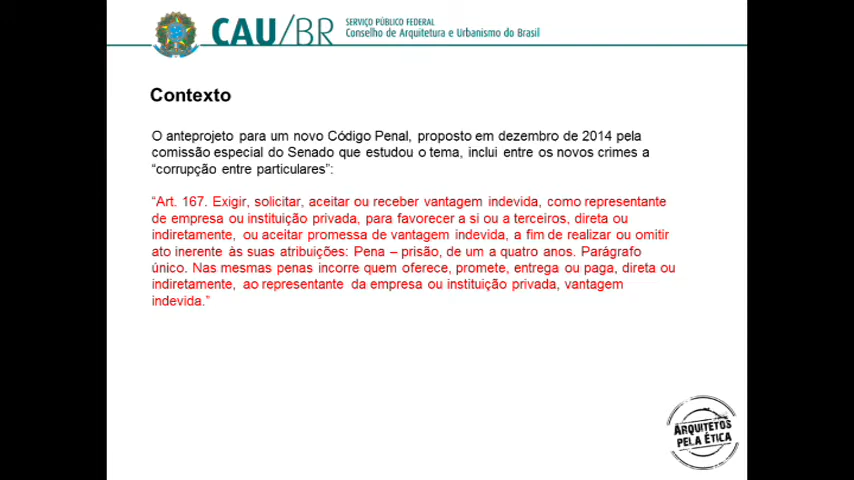 CAU/BR
SERVIÇO PÚBLICO FEDERAL
Conselho de Arquitetura e Urbanismo do Brasil
Contexto
O anteprojeto para um novo Código Penal, proposto em dezembro de 2014 pela
comissão especial do Senado que estudou o tema, inclui entre os novos crimes a
“corrupção entre particulares”:
“Art. 167. Exigir, solicitar, aceitar ou receber vantagem indevida, como representante
de empresa ou instituição privada, para favorecer a si ou a terceiros, direta ou
indiretamente, ou aceitar promessa de vantagem indevida, a fim de realizar ou omitir
ato inerente às suas atribuições: Pena – prisão, de um a quatro anos. Parágrafo
único. Nas mesmas penas incorre quem oferece, promete, entrega ou paga, direta ou
indiretamente, ao representante da empresa ou instituição privada, vantagem
indevida.”
ARQUITETOS
PELA ÉTICA